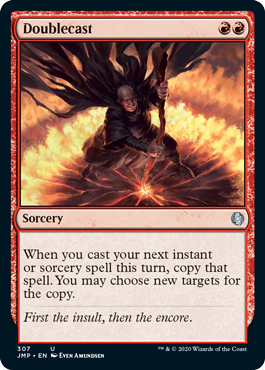 Doublecast
Sorcery
When you cast your next instant
or sorcery spell this turn, copy that
spell. You may choose new targets for
the copy.
First the insult, then the encore.
307 U
JMP • EN Even Amundsen
™ & © 2020 Wizards of the Coast